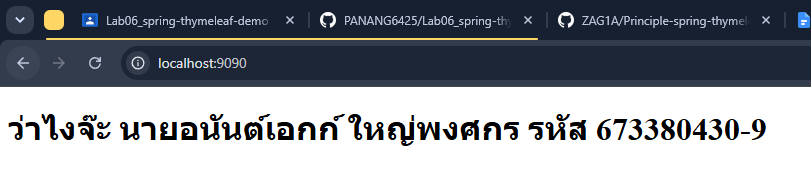 Lab06_spring-thymeleaf-demo
PANANG6425/Lab06_spring-thy
ZAG1A/Principle-spring-thymel
localhost:9090
ว่าไงจ๊ะ นายอนันต์เอกก์ ใหญ่พงศกร รหัส 673380430-9